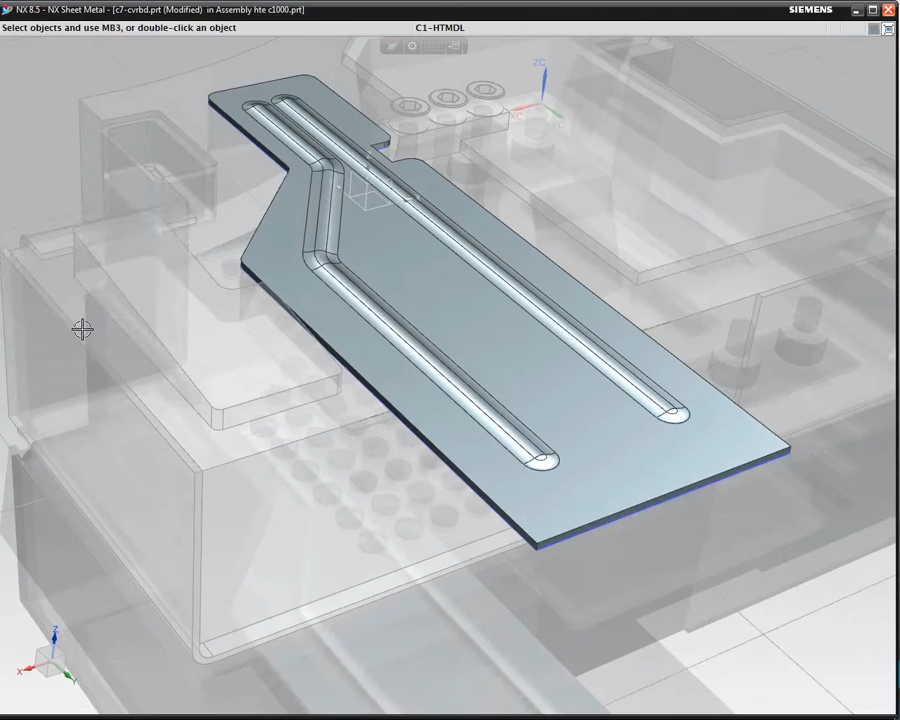 NX 8.5 - NX Sheet Metal - [c7-cvrbd.prt (Modified) in Assembly hte c1000.prt]
SIEMENS
Select objects and use MB3, or double-click an object
C1-HTMDL
ZC
XC
Z
X
Y